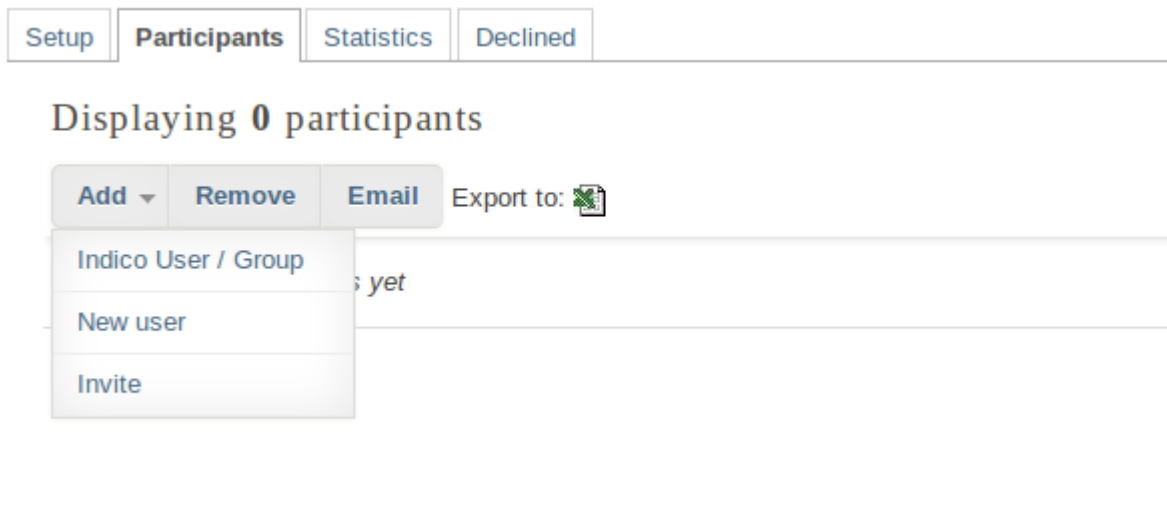 Setup Participants Statistics Declined
Displaying 0 participants
Add Remove Email Export to:
Indico User / Group
yet
New user
Invite